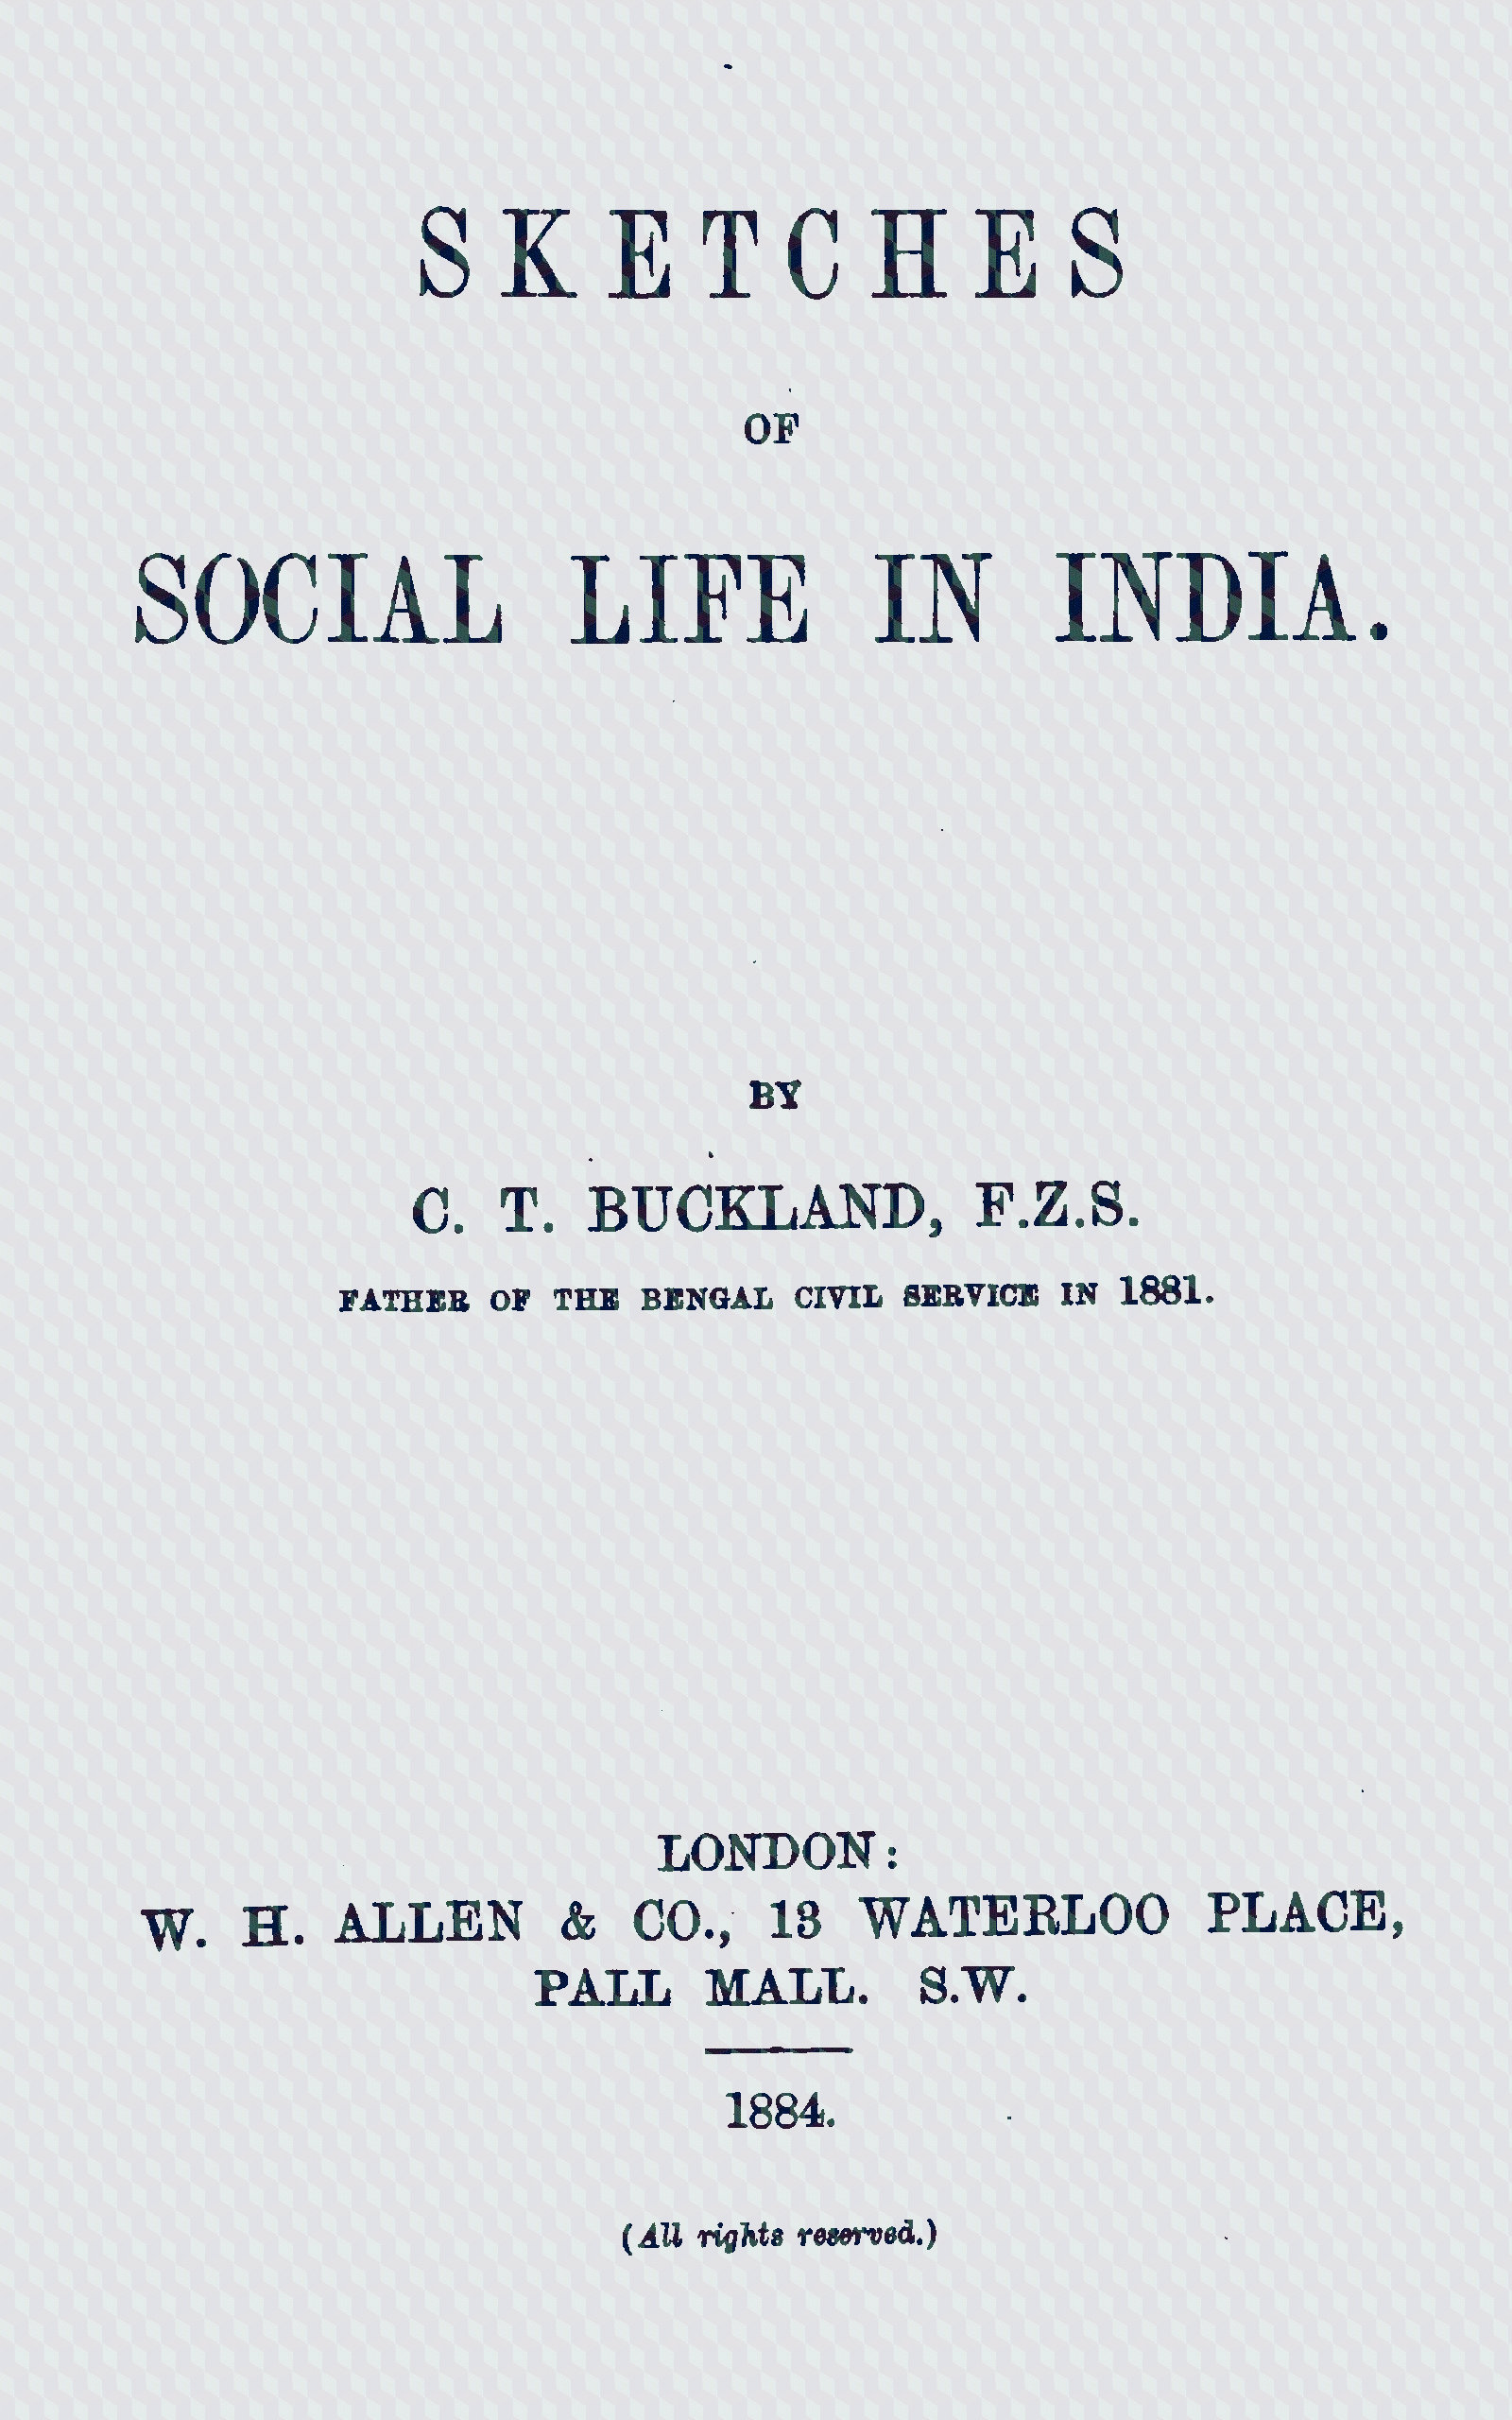 SKETCHES
OF
SOCIAL LIFE IN INDIA.
BY
C. T. BUCKLAND, F.Z.S.
FATHER OF THE BENGAL CIVIL SERVICE IN 1881.
LONDON:
W. H. ALLEN & CO., 13 WATERLOO PLACE,
PALL MALL. S.W.
1884.
(All rights reserved.)